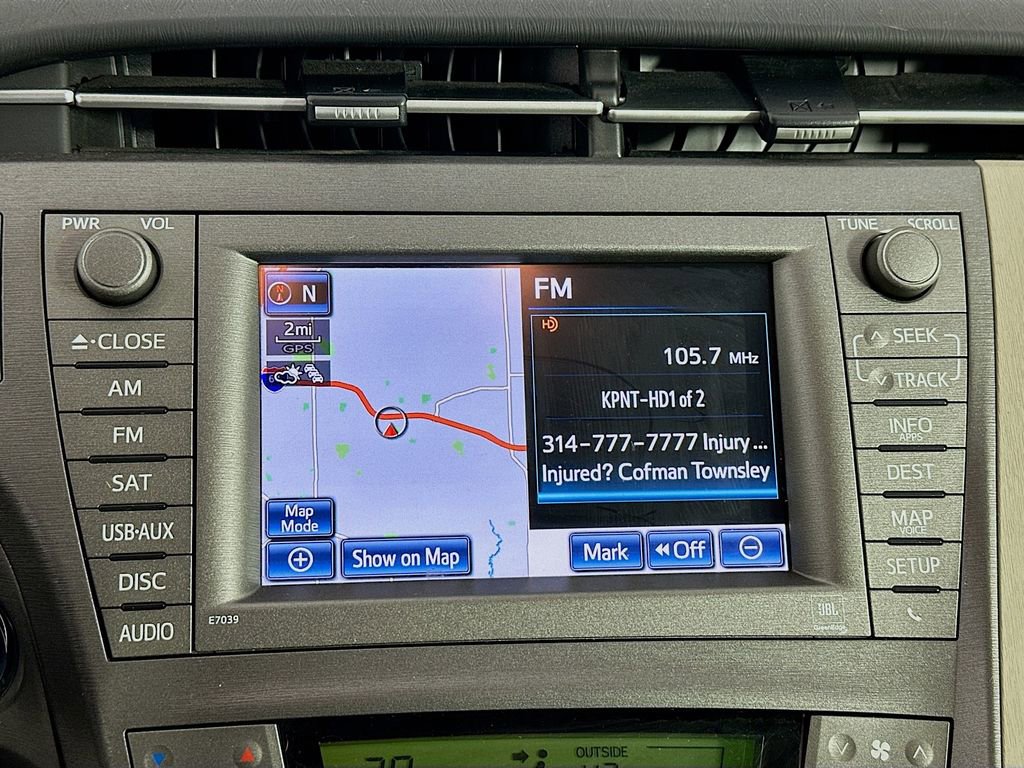 PWR VOL
TUNE SCROLL
CLOSE
AM
FM
SAT
USB•AUX
DISC
AUDIO
N
2mi
GPS
Map
Mode
Show on Map
FM
HD
105.7 MHz
KPNT-HD1 of 2
314-777-7777 Injury...
Injured? Cofman Townsley
Mark
Off
SEEK
TRACK
INFO
APPS
DEST
MAP
VOICE
SETUP
E7039
JBL
GreenEdge
OUTSIDE